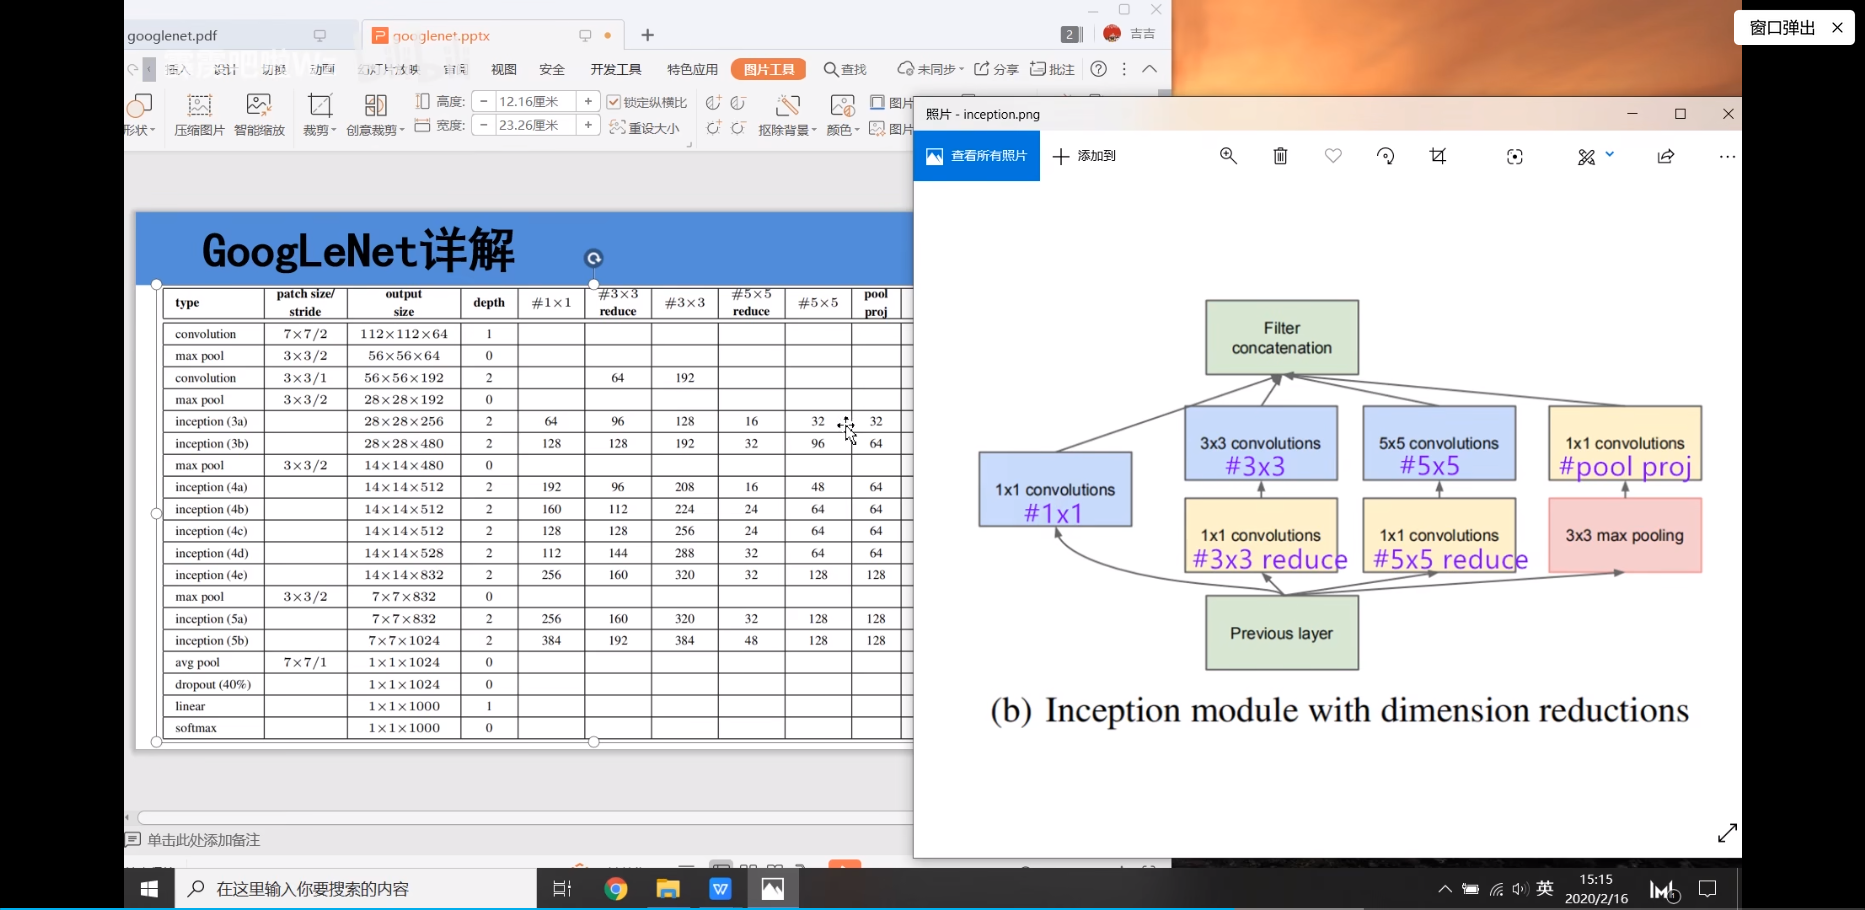 窗口弹出
googlenet.pdf
googlenet.pptx
2
吉吉
插入 设计 切换 动画 幻灯片放映 审阅 视图 安全 开发工具 特色应用 图片工具 查找 未同步 分享 批注
形状 压缩图片 智能缩放 裁剪 创意裁剪 高度: 12.16厘米 锁定纵横比 抠除背景 颜色 图片
宽度: 23.26厘米 重设大小 图片
照片 - inception.png
查看所有照片 添加到
GoogLeNet详解
type patch size/ stride output size depth #1×1 #3×3 reduce #3×3 #5×5 reduce #5×5 pool proj
convolution 7×7/2 112×112×64 1
max pool 3×3/2 56×56×64 0
convolution 3×3/1 56×56×192 2 64 192
max pool 3×3/2 28×28×192 0
inception (3a) 28×28×256 2 64 96 128 16 32 32
inception (3b) 28×28×480 2 128 128 192 32 96 64
max pool 3×3/2 14×14×480 0
inception (4a) 14×14×512 2 192 96 208 16 48 64
inception (4b) 14×14×512 2 160 112 224 24 64 64
inception (4c) 14×14×512 2 128 128 256 24 64 64
inception (4d) 14×14×528 2 112 144 288 32 64 64
inception (4e) 14×14×832 2 256 160 320 32 128 128
max pool 3×3/2 7×7×832 0
inception (5a) 7×7×832 2 256 160 320 32 128 128
inception (5b) 7×7×1024 2 384 192 384 48 128 128
avg pool 7×7/1 1×1×1024 0
dropout (40%) 1×1×1024 0
linear 1×1×1000 1
softmax 1×1×1000 0
Filter
concatenation
3x3 convolutions 5x5 convolutions 1x1 convolutions
#3x3 #5x5 #pool proj
1x1 convolutions
#1x1
1x1 convolutions 1x1 convolutions 3x3 max pooling
#3x3 reduce #5x5 reduce
Previous layer
(b) Inception module with dimension reductions
单击此处添加备注
在这里输入你要搜索的内容
英
15:15
2020/2/16